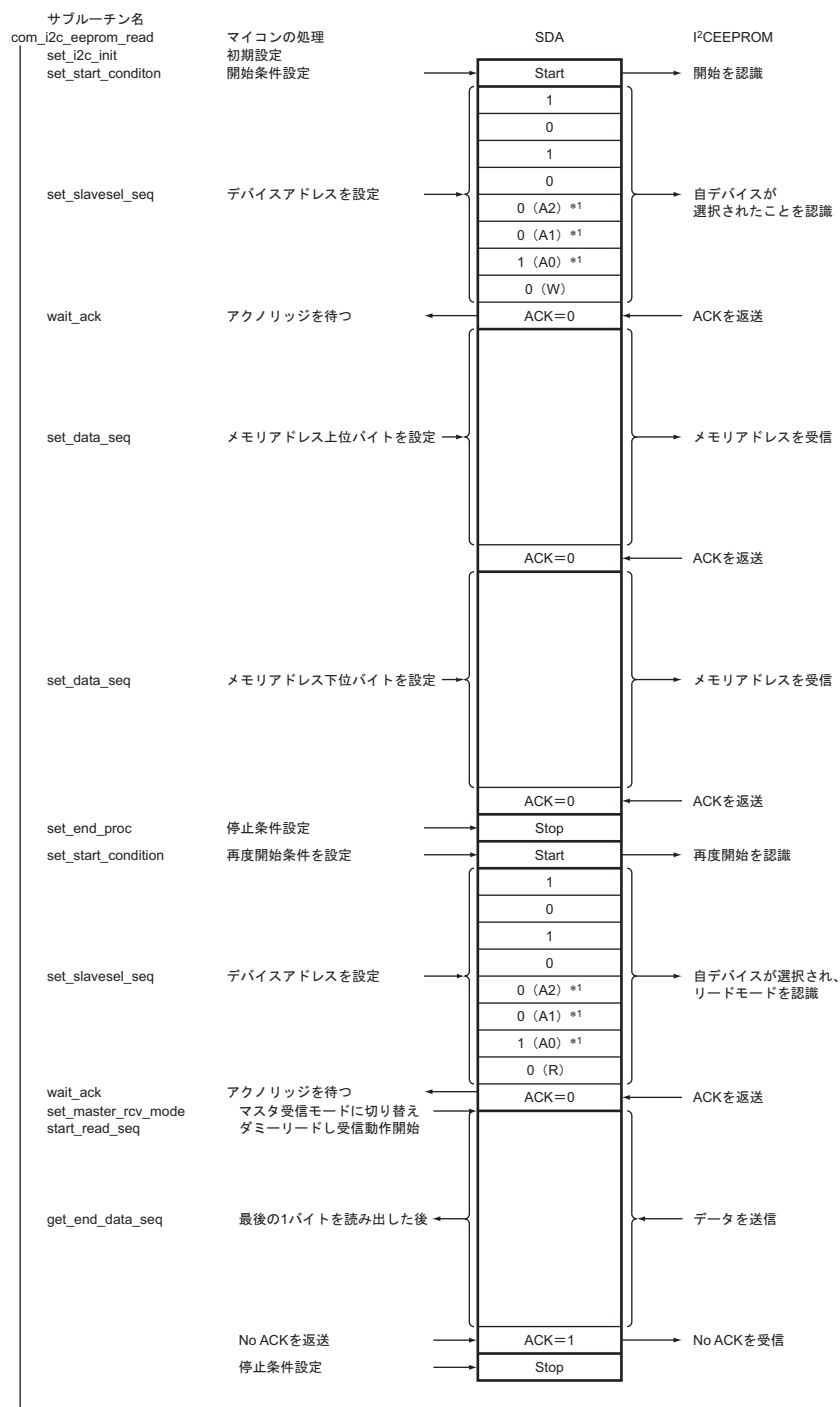 サブルーチン名
com_i2c_eeprom_read マイコンの処理 SDA I²CEEPROM
set_i2c_init 初期設定
set_start_conditon 開始条件設定 Start 開始を認識
1
0
1
0
set_slavesel_seq デバイスアドレスを設定 自デバイスが
選択されたことを認識
0（A2）*1
0（A1）*1
1（A0）*1
0（W）
wait_ack アクノリッジを待つ ACK＝0 ACKを返送
set_data_seq メモリアドレス上位バイトを設定 メモリアドレスを受信
ACK＝0 ACKを返送
set_data_seq メモリアドレス下位バイトを設定 メモリアドレスを受信
ACK＝0 ACKを返送
set_end_proc 停止条件設定 Stop
set_start_condition 再度開始条件を設定 Start 再度開始を認識
1
0
1
0
set_slavesel_seq デバイスアドレスを設定 自デバイスが選択され、
リードモードを認識
0（A2）*1
0（A1）*1
1（A0）*1
0（R）
wait_ack アクノリッジを待つ ACK＝0 ACKを返送
set_master_rcv_mode マスタ受信モードに切り替え
start_read_seq ダミーリードし受信動作開始
get_end_data_seq 最後の1バイトを読み出した後 データを送信
No ACKを返送 ACK＝1 No ACKを受信
停止条件設定 Stop